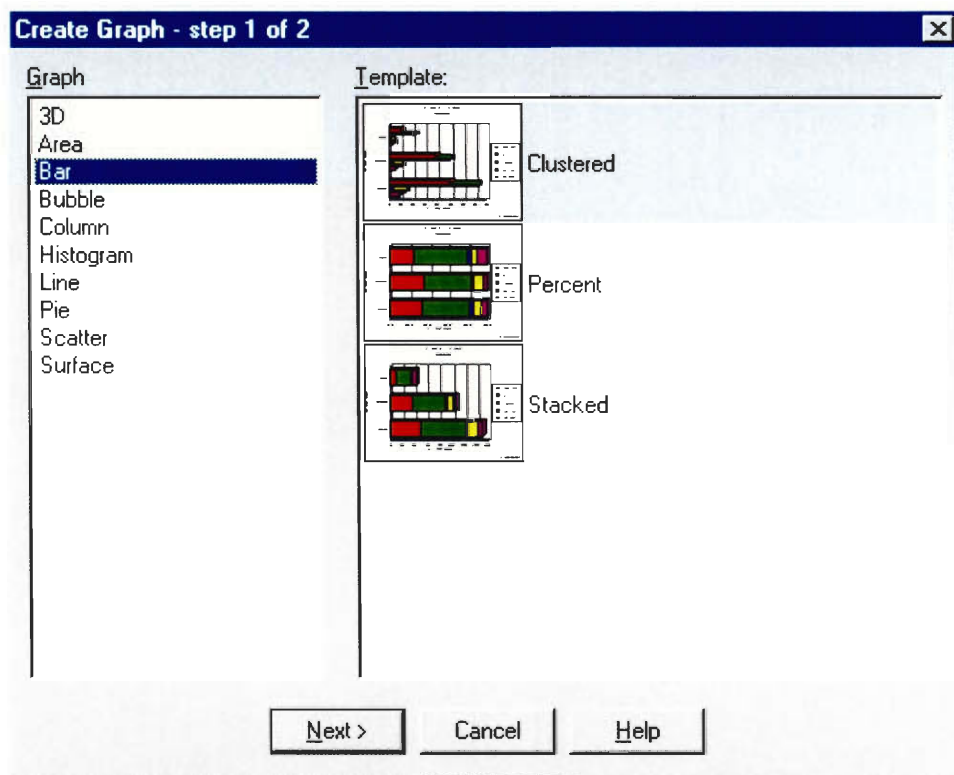 Create Graph - step 1 of 2
Graph
Template:
3D
Area
Bar
Bubble
Column
Histogram
Line
Pie
Scatter
Surface
Clustered
Percent
Stacked
Next >
Cancel
Help